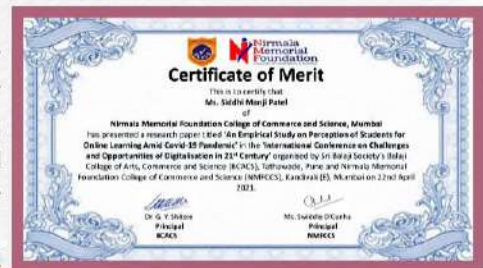 Nirmala
Memorial
Foundation
Certificate of Merit
This is to certify that
Ms. Siddhi Manji Patel
of
Nirmala Memorial Foundation College of Commerce and Science, Mumbai
has presented a research paper titled 'An Empirical Study on Perception of Students for
Online Learning Amid Covid-19 Pandemic' in the 'International Conference on Challenges
and Opportunities of Digitalisation in 21st Century' organised by Sri Balaji Society's Balaji
College of Arts, Commerce and Science (BCACS), Tathawade, Pune and Nirmala Memorial
Foundation College of Commerce and Science (NMFCCS), Kandivali (E), Mumbai on 22nd April
2021.
Dr. G. Y. Shitole
Principal
BCACS
Ms. Swiddle D'Cunha
Principal
NMFCCS